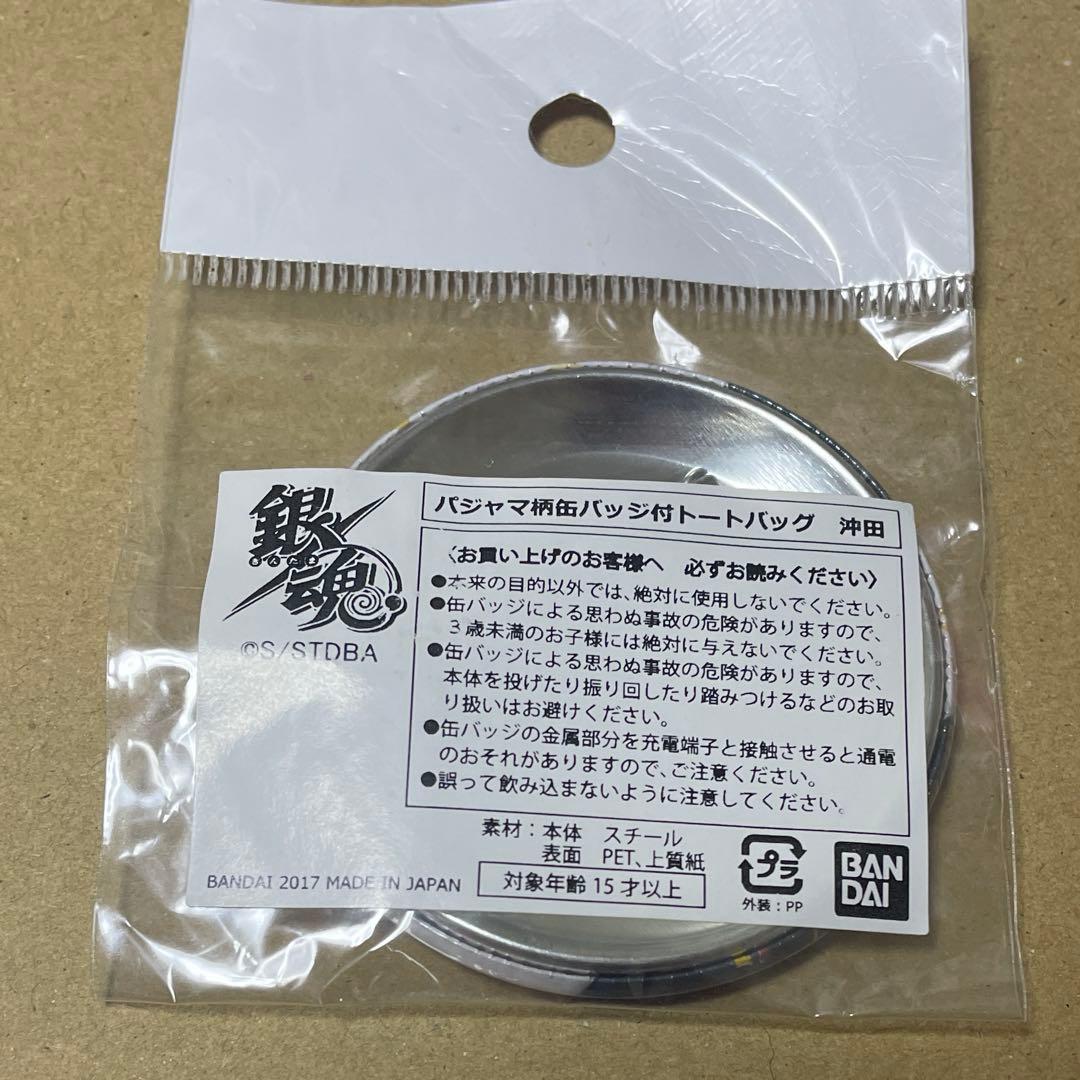 銀魂
ぎんたま
©S/STDBA
パジャマ柄缶バッジ付トートバッグ 沖田
〈お買い上げのお客様へ 必ずお読みください〉
●本来の目的以外では、絶対に使用しないでください。
●缶バッジによる思わぬ事故の危険がありますので、
3歳未満のお子様には絶対に与えないでください。
●缶バッジによる思わぬ事故の危険がありますので、
本体を投げたり振り回したり踏みつけるなどのお取
り扱いはお避けください。
●缶バッジの金属部分を充電端子と接触させると通電
のおそれがありますので、ご注意ください。
●誤って飲み込まないように注意してください。
素材：本体 スチール
表面 PET、上質紙
BANDAI 2017 MADE IN JAPAN
対象年齢15才以上
プラ
外装：PP
BAN
DAI